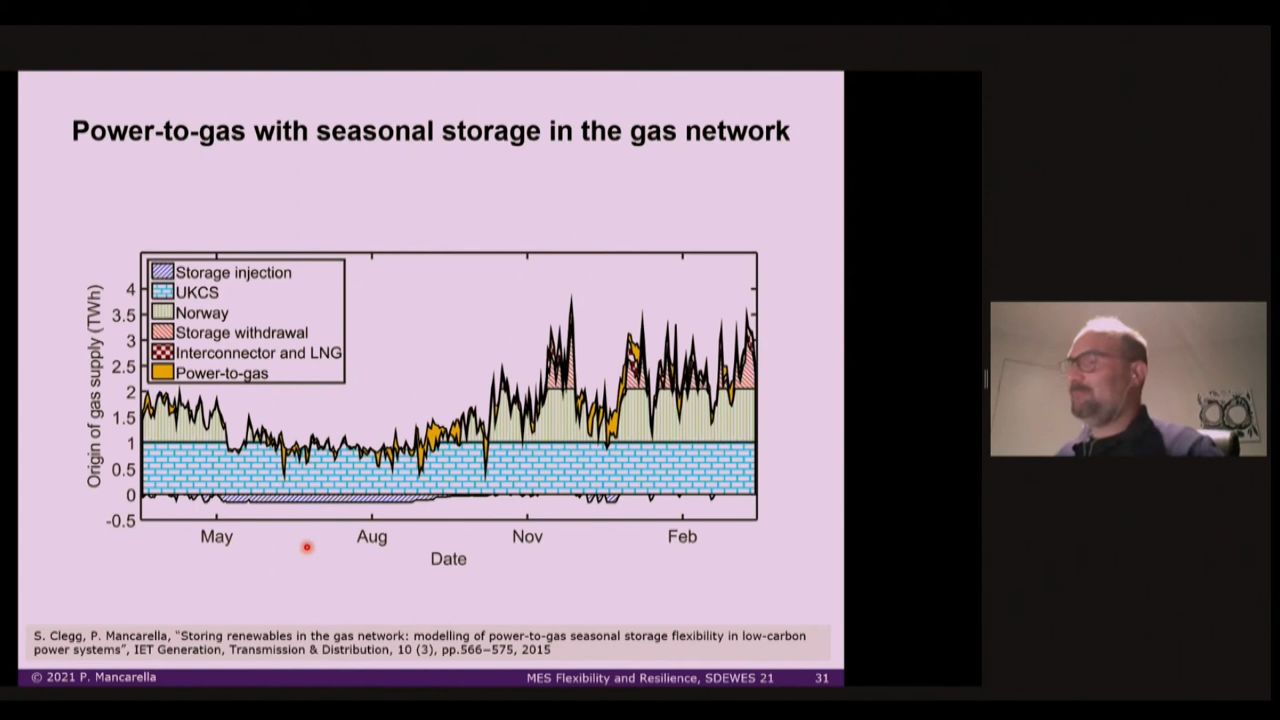 Power-to-gas with seasonal storage in the gas network
Storage injection
UKCS
Norway
Storage withdrawal
Interconnector and LNG
Power-to-gas
Origin of gas supply (TWh)
4
3.5
3
2.5
2
1.5
1
0.5
0
-0.5
May
Aug
Nov
Feb
Date
S. Clegg, P. Mancarella, “Storing renewables in the gas network: modelling of power-to-gas seasonal storage flexibility in low-carbon
power systems”, IET Generation, Transmission & Distribution, 10 (3), pp.566–575, 2015
© 2021 P. Mancarella
MES Flexibility and Resilience, SDEWES 21
31